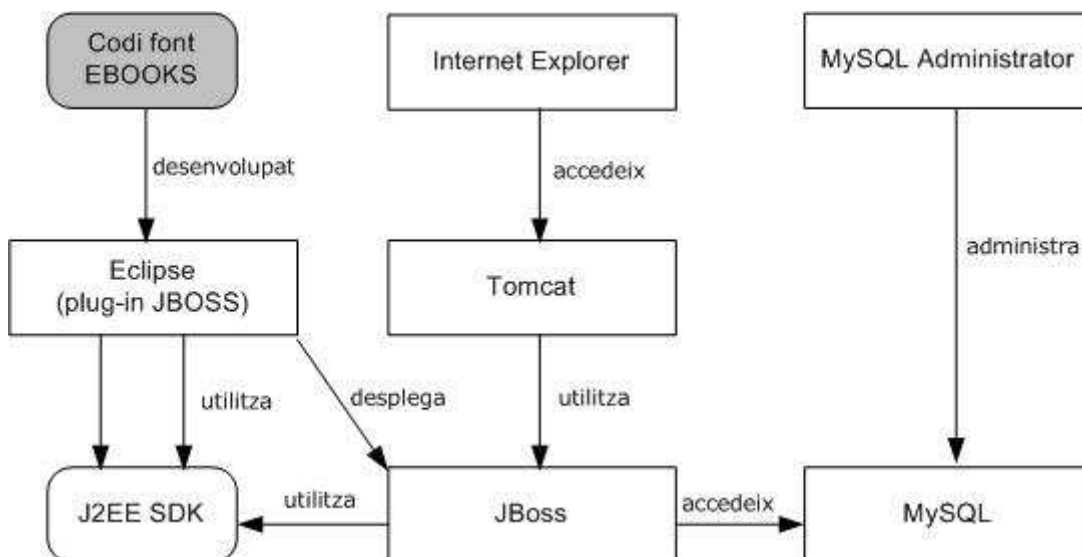 Codi font
EBOOKS
Internet Explorer
MySQL Administrator
desenvolupat
accedeix
administra
Eclipse
(plug-in JBOSS)
Tomcat
utilitza
desplega
utilitza
J2EE SDK
utilitza
JBoss
accedeix
MySQL